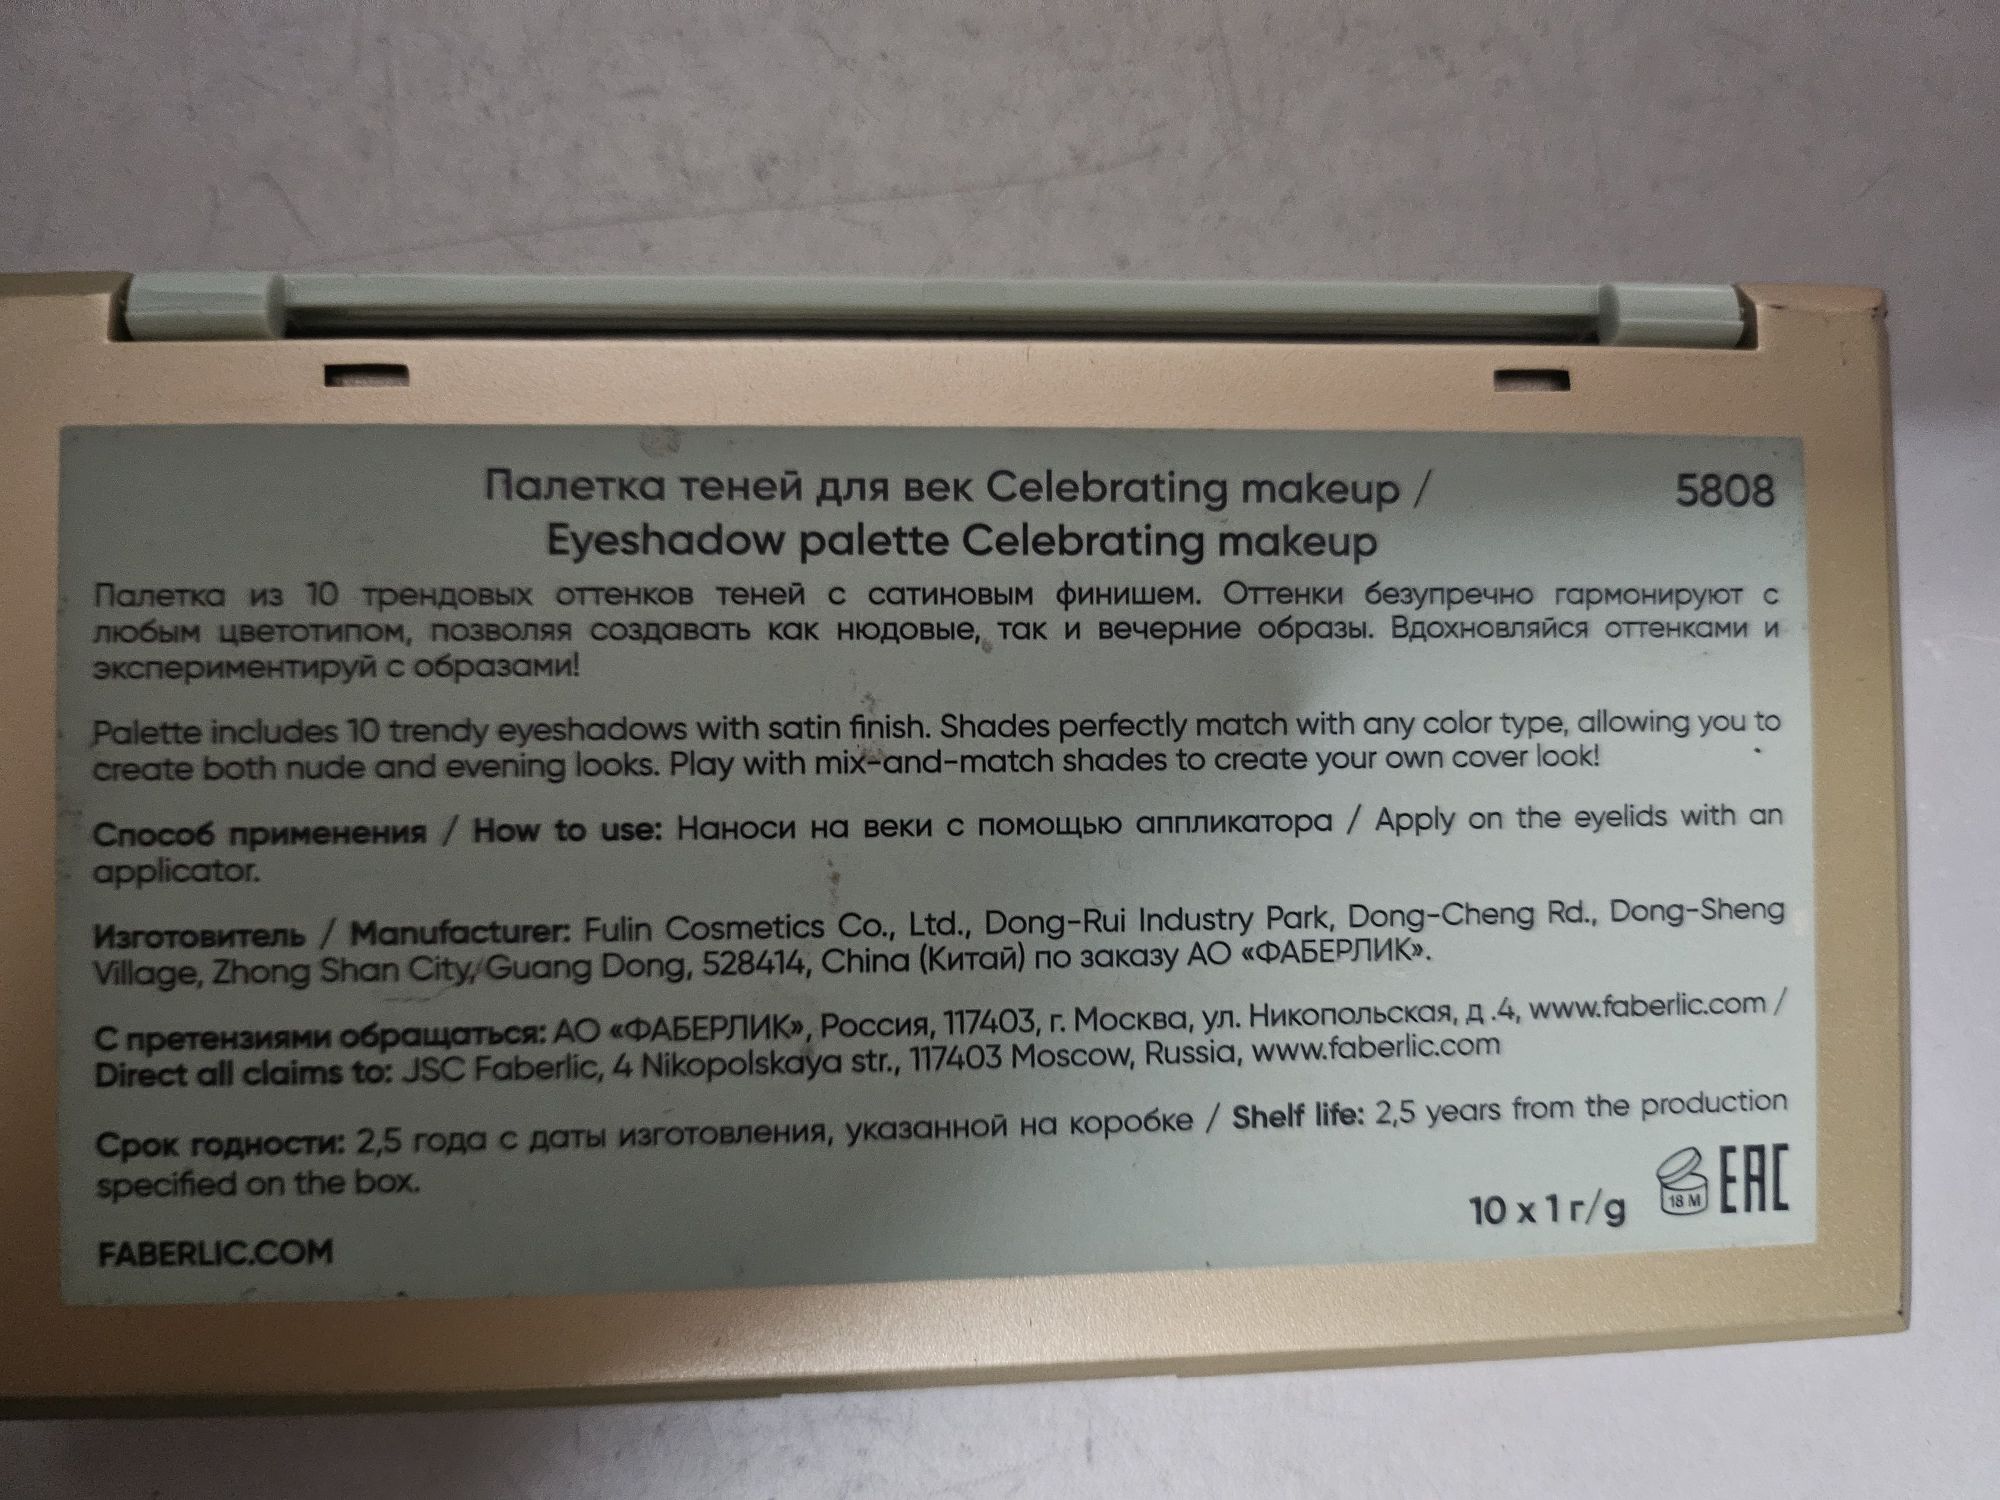 Палетка теней для век Celebrating makeup / 5808
Eyeshadow palette Celebrating makeup
Палетка из 10 трендовых оттенков теней с сатиновым финишем. Оттенки безупречно гармонируют с
любым цветотипом, позволяя создавать как нюдовые, так и вечерние образы. Вдохновляйся оттенками и
экспериментируй с образами!
Palette includes 10 trendy eyeshadows with satin finish. Shades perfectly match with any color type, allowing you to
create both nude and evening looks. Play with mix-and-match shades to create your own cover look!
Способ применения / How to use: Наноси на веки с помощью аппликатора / Apply on the eyelids with an
applicator.
Изготовитель / Manufacturer: Fulin Cosmetics Co., Ltd., Dong-Rui Industry Park, Dong-Cheng Rd., Dong-Sheng
Village, Zhong Shan City, Guang Dong, 528414, China (Китай) по заказу АО «ФАБЕРЛИК».
С претензиями обращаться: АО «ФАБЕРЛИК», Россия, 117403, г. Москва, ул. Никопольская, д .4, www.faberlic.com /
Direct all claims to: JSC Faberlic, 4 Nikopolskaya str., 117403 Moscow, Russia, www.faberlic.com
Срок годности: 2,5 года с даты изготовления, указанной на коробке / Shelf life: 2,5 years from the production
specified on the box.
10 x 1 г/g 18 M EAC
FABERLIC.COM